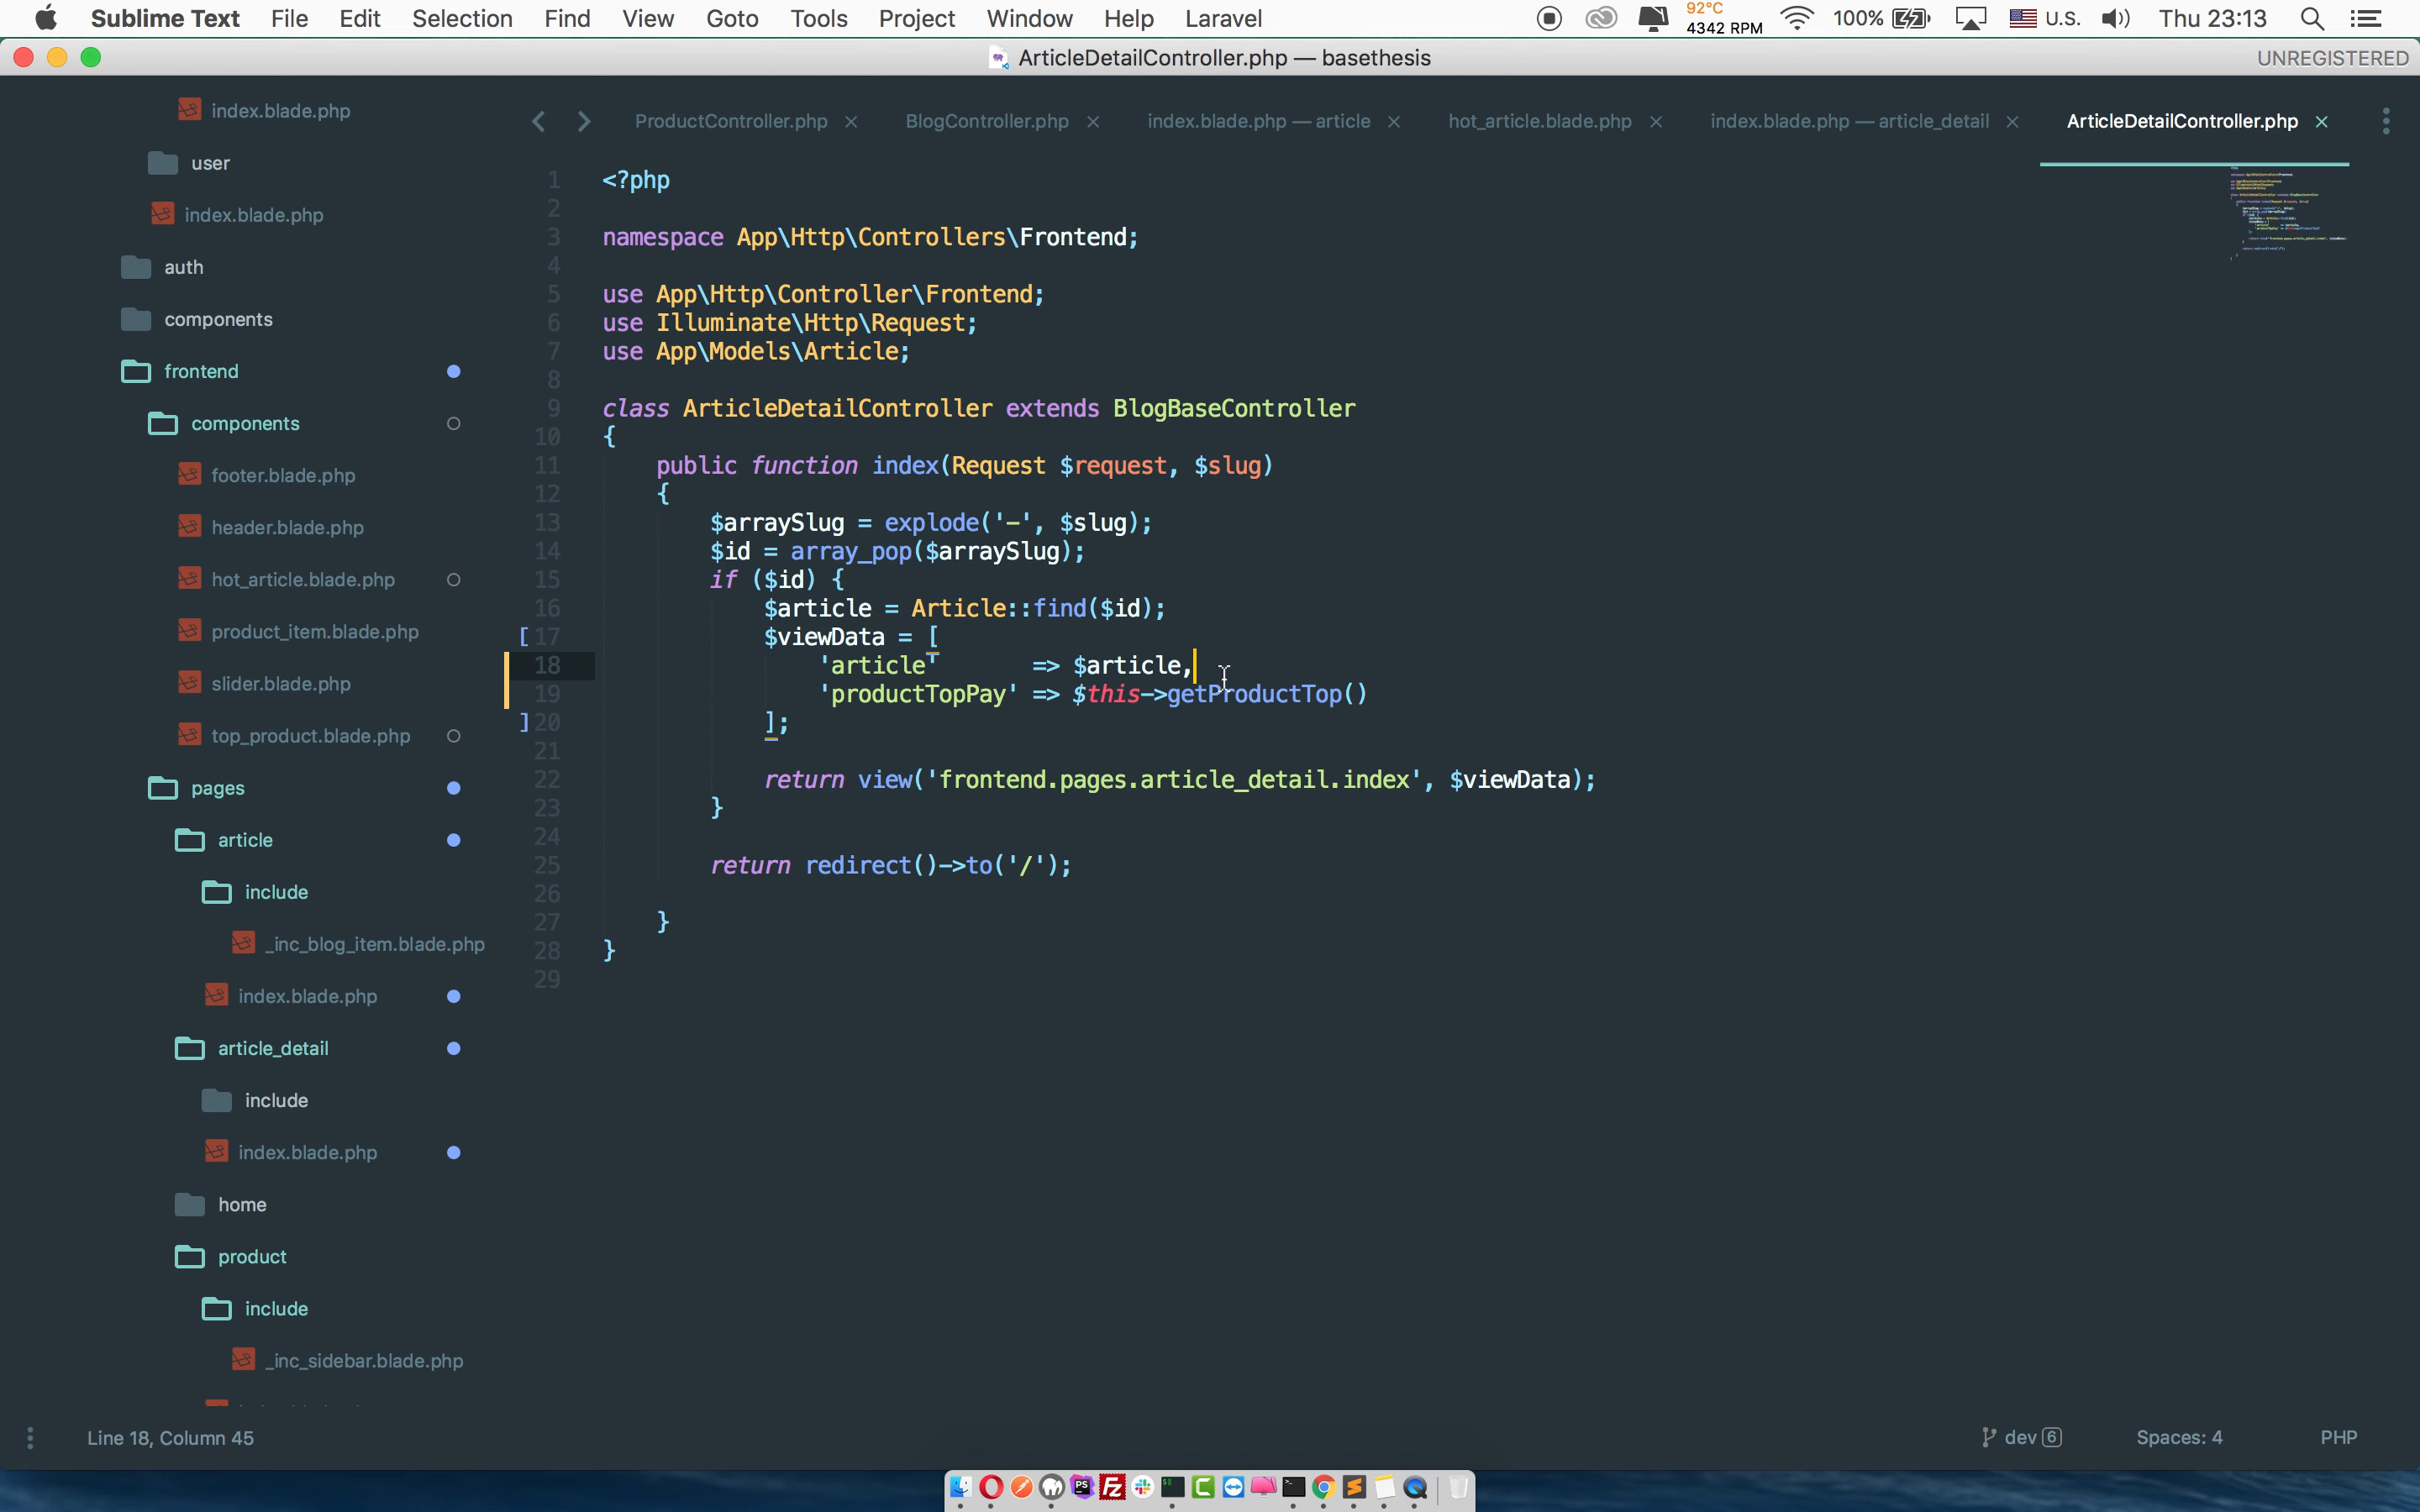 Sublime Text File Edit Selection Find View Goto Tools Project Window Help Laravel 92°C 4342 RPM 100% U.S. Thu 23:13
ArticleDetailController.php — basethesis UNREGISTERED
index.blade.php
user
index.blade.php
auth
components
frontend
components
footer.blade.php
header.blade.php
hot_article.blade.php
product_item.blade.php
slider.blade.php
top_product.blade.php
pages
article
include
_inc_blog_item.blade.php
index.blade.php
article_detail
include
index.blade.php
home
product
include
_inc_sidebar.blade.php
ProductController.php BlogController.php index.blade.php — article hot_article.blade.php index.blade.php — article_detail ArticleDetailController.php
1 <?php
2
3 namespace App\Http\Controllers\Frontend;
4
5 use App\Http\Controller\Frontend;
6 use Illuminate\Http\Request;
7 use App\Models\Article;
8
9 class ArticleDetailController extends BlogBaseController
10 {
11 public function index(Request $request, $slug)
12 {
13 $arraySlug = explode('-', $slug);
14 $id = array_pop($arraySlug);
15 if ($id) {
16 $article = Article::find($id);
17 $viewData = [
18 'article' => $article,
19 'productTopPay' => $this->getProductTop()
20 ];
21
22 return view('frontend.pages.article_detail.index', $viewData);
23 }
24
25 return redirect()->to('/');
26
27 }
28 }
29
Line 18, Column 45 dev 6 Spaces: 4 PHP